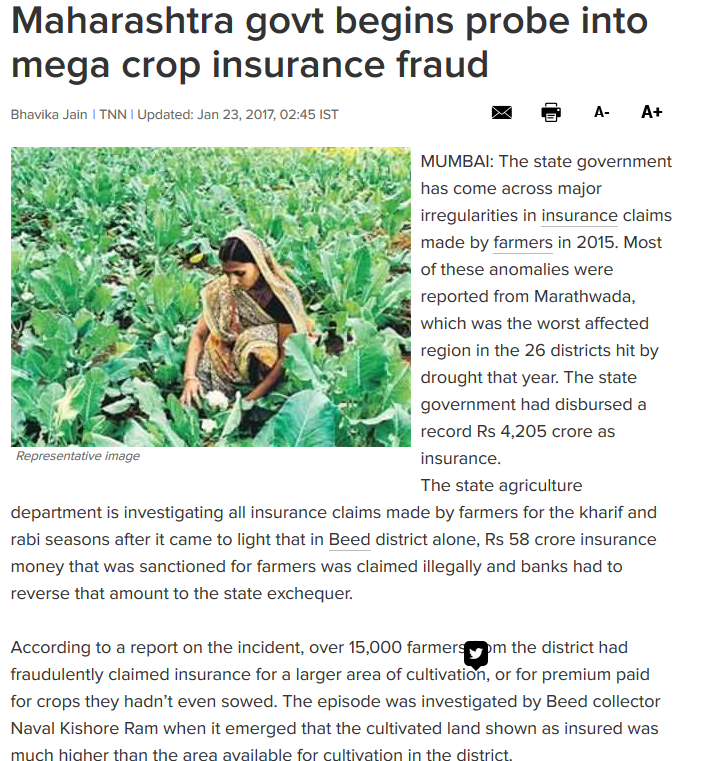 Maharashtra govt begins probe into
mega crop insurance fraud
Bhavika Jain | TNN | Updated: Jan 23, 2017, 02:45 IST
A-
A+
MUMBAI: The state government
has come across major
irregularities in insurance claims
made by farmers in 2015. Most
of these anomalies were
reported from Marathwada,
which was the worst affected
region in the 26 districts hit by
drought that year. The state
government had disbursed a
record Rs 4,205 crore as
insurance.
Representative image
The state agriculture
department is investigating all insurance claims made by farmers for the kharif and
rabi seasons after it came to light that in Beed district alone, Rs 58 crore insurance
money that was sanctioned for farmers was claimed illegally and banks had to
reverse that amount to the state exchequer.
According to a report on the incident, over 15,000 farmers om the district had
fraudulently claimed insurance for a larger area of cultivation, or for premium paid
for crops they hadn't even sowed. The episode was investigated by Beed collector
Naval Kishore Ram when it emerged that the cultivated land shown as insured was
much higher than the area available for cultivation in the district.